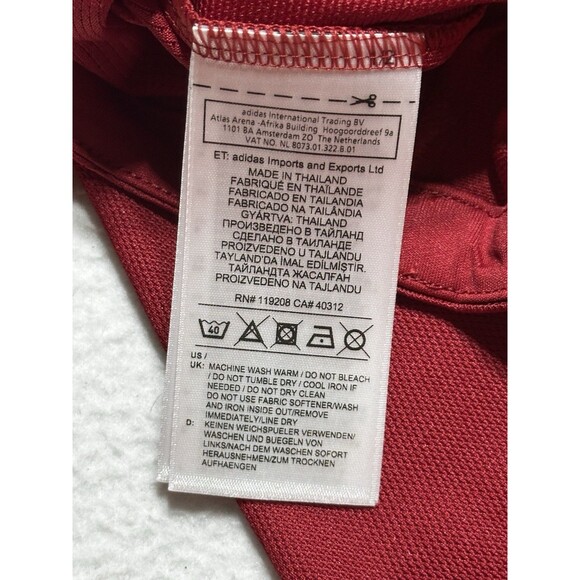 adidas International Trading BV
Atlas Arena -Afrika Building Hoogoorddreef 9a
1101 BA Amsterdam ZO The Netherlands
VAT NO. NL 8073.01.322.B.01
ET: adidas Imports and Exports Ltd
MADE IN THAILAND
FABRIQUÉ EN THAÏLANDE
FABRICADO EN TAILANDIA
FABRICADO NA TAILÂNDIA
GYÁRTVA: THAILAND
ПРОИЗВЕДЕНО В ТАЙЛАНД
СДЕЛАНО В ТАИЛАНДЕ
PROIZVEDENO U TAJLANDU
TAYLAND'DA İMAL EDİLMİŞTİR.
ТАЙЛАНДТА ЖАСАЛҒАН
PROIZVEDENO NA TAJLANDU
RN# 119208 CA# 40312
40
US /
UK: MACHINE WASH WARM / DO NOT BLEACH
/ DO NOT TUMBLE DRY / COOL IRON IF
NEEDED / DO NOT DRY CLEAN
DO NOT USE FABRIC SOFTENER/WASH
AND IRON INSIDE OUT/REMOVE
IMMEDIATELY/LINE DRY
D: KEINEN WEICHSPUELER VERWENDEN/
WASCHEN UND BUEGELN VON
LINKS/NACH DEM WASCHEN SOFORT
HERAUSNEHMEN/ZUM TROCKNEN
AUFHAENGEN